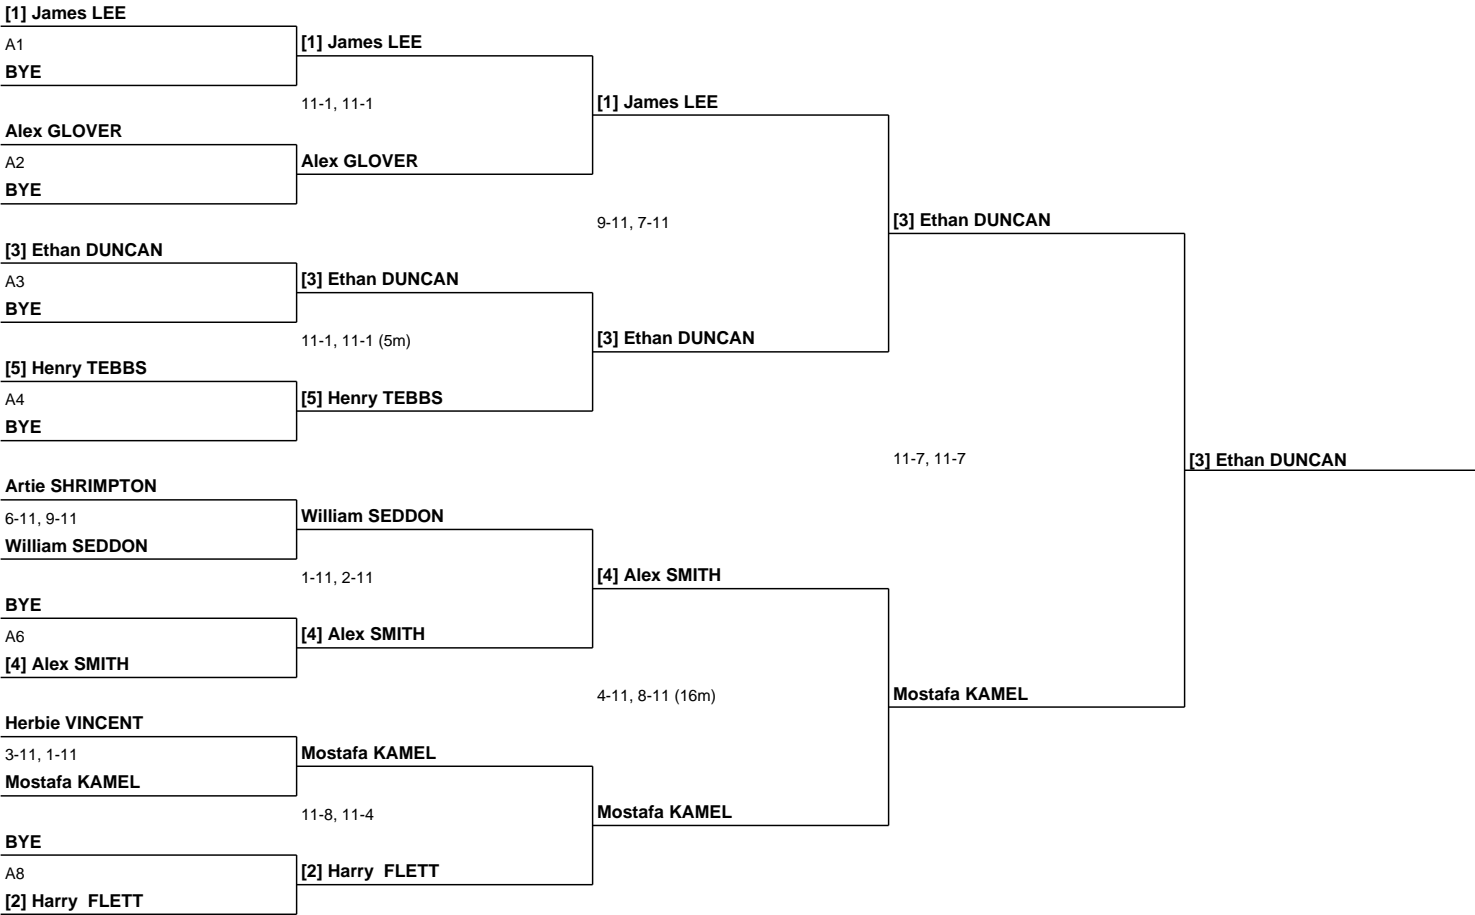 [1] James LEE
A1
BYE
[1] James LEE
11-1, 11-1
Alex GLOVER
A2
BYE
Alex GLOVER
[1] James LEE
9-11, 7-11
[3] Ethan DUNCAN
A3
BYE
[3] Ethan DUNCAN
11-1, 11-1 (5m)
[5] Henry TEBBS
A4
BYE
[5] Henry TEBBS
[3] Ethan DUNCAN
[3] Ethan DUNCAN
11-7, 11-7
[3] Ethan DUNCAN
Artie SHRIMPTON
6-11, 9-11
William SEDDON
William SEDDON
1-11, 2-11
BYE
A6
[4] Alex SMITH
[4] Alex SMITH
[4] Alex SMITH
4-11, 8-11 (16m)
Mostafa KAMEL
Herbie VINCENT
3-11, 1-11
Mostafa KAMEL
Mostafa KAMEL
11-8, 11-4
Mostafa KAMEL
BYE
A8
[2] Harry  FLETT
[2] Harry  FLETT